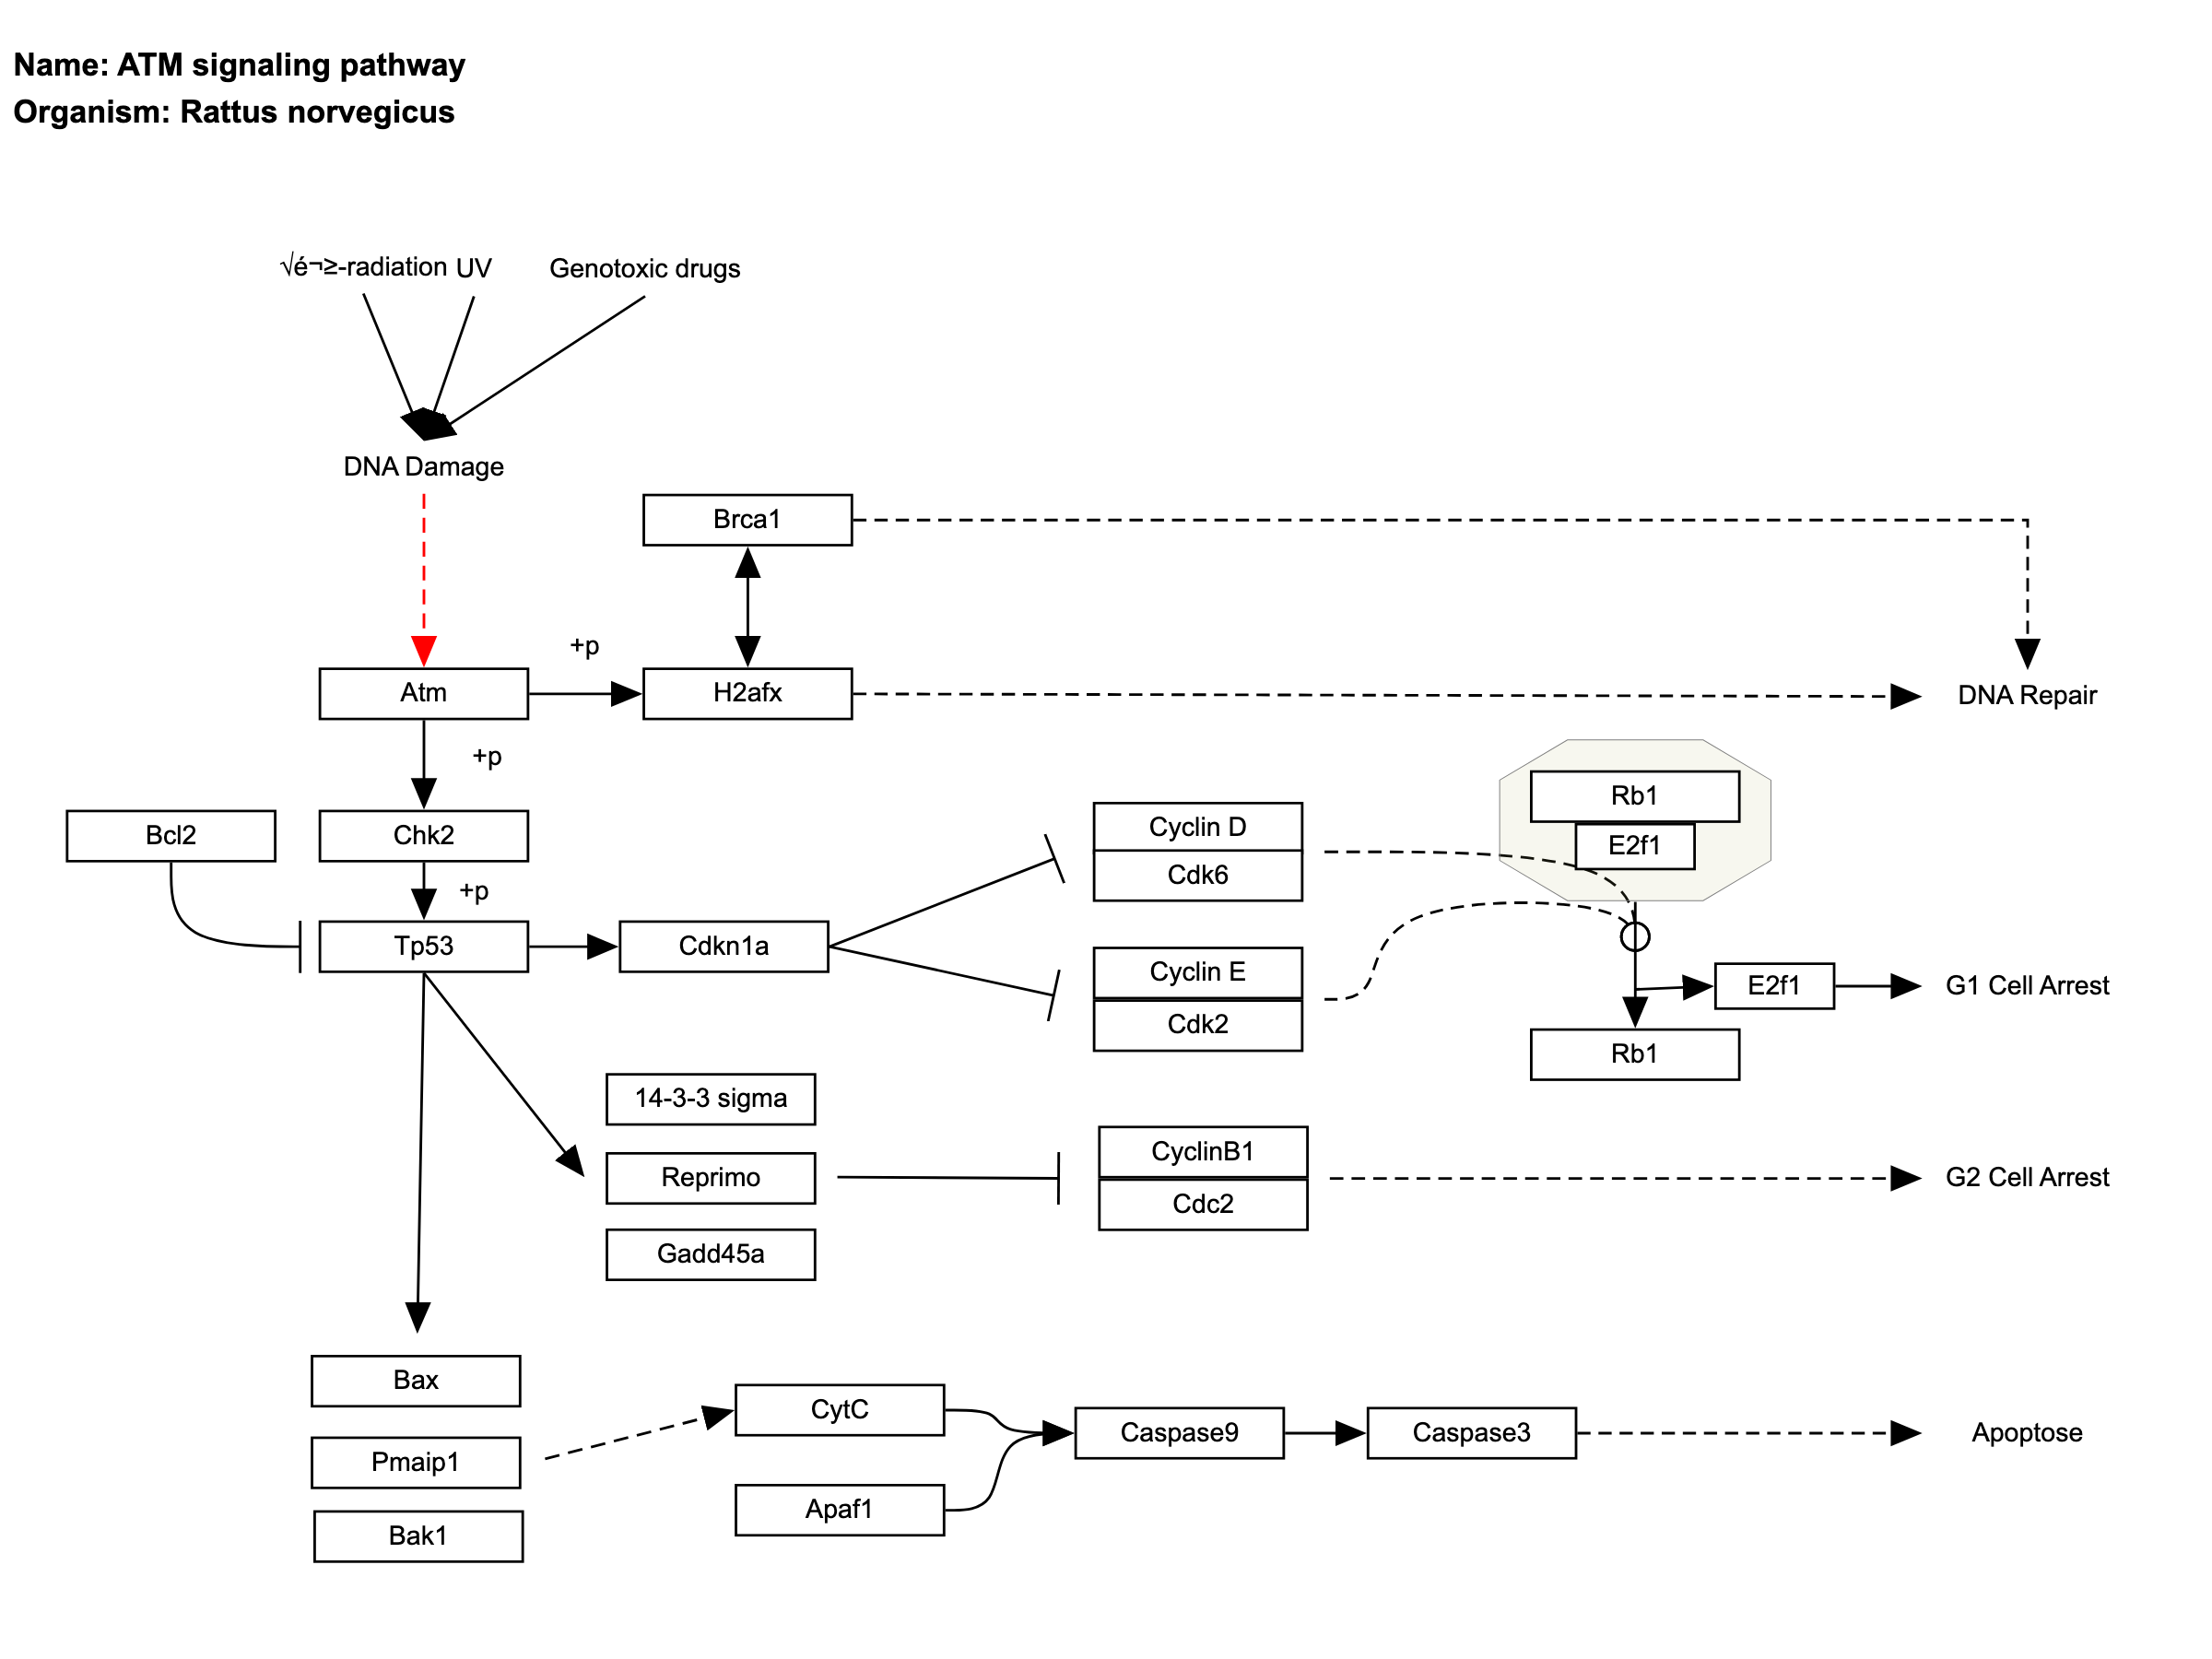 Name: ATM signaling pathway
Organism: Rattus norvegicus
√é¬≥-radiation UV Genotoxic drugs
DNA Damage
Brca1
+p
Atm
H2afx
DNA Repair
+p
Rb1
E2f1
Bcl2
Chk2
Cyclin D
Cdk6
+p
Tp53
Cdkn1a
Cyclin E
Cdk2
E2f1
G1 Cell Arrest
Rb1
14-3-3 sigma
Reprimo
Gadd45a
CyclinB1
Cdc2
G2 Cell Arrest
Bax
Pmaip1
Bak1
CytC
Apaf1
Caspase9
Caspase3
Apoptose